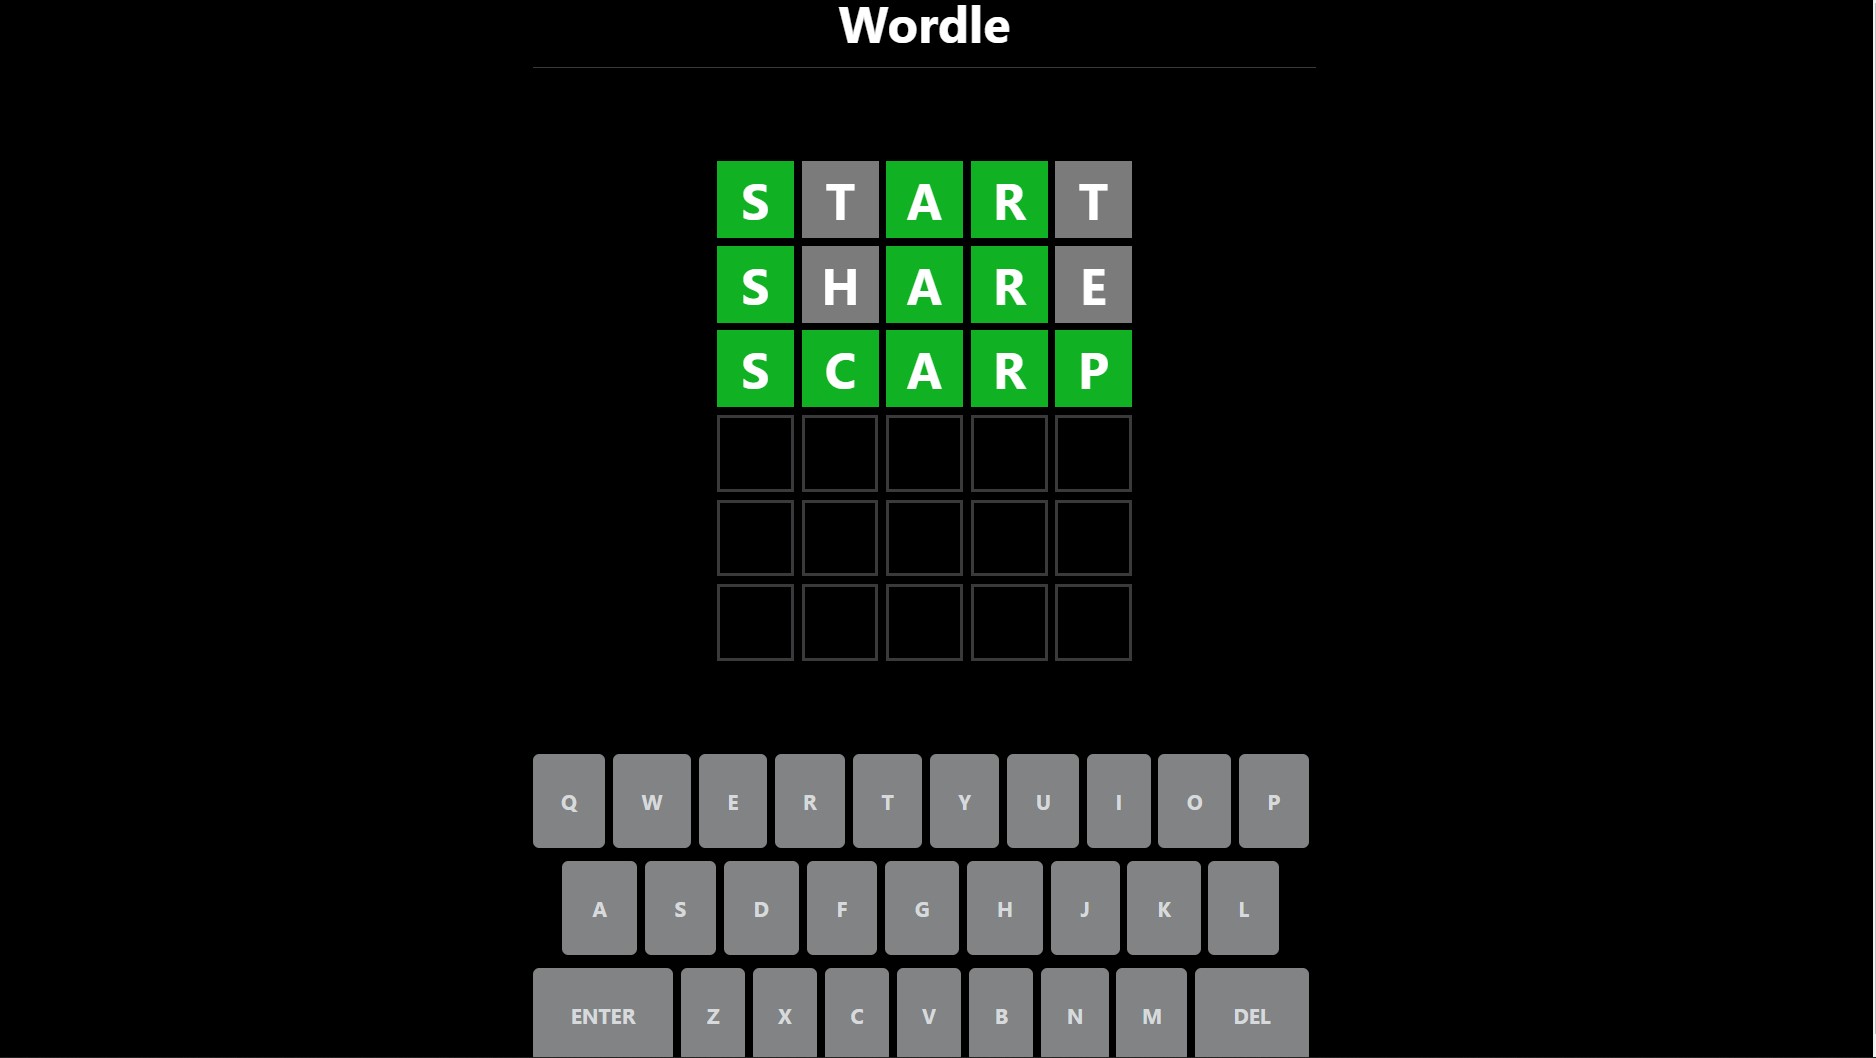 Wordle
S T A R T
S H A R E
S C A R P
Q W E R T Y U I O P
A S D F G H J K L
ENTER Z X C V B N M DEL